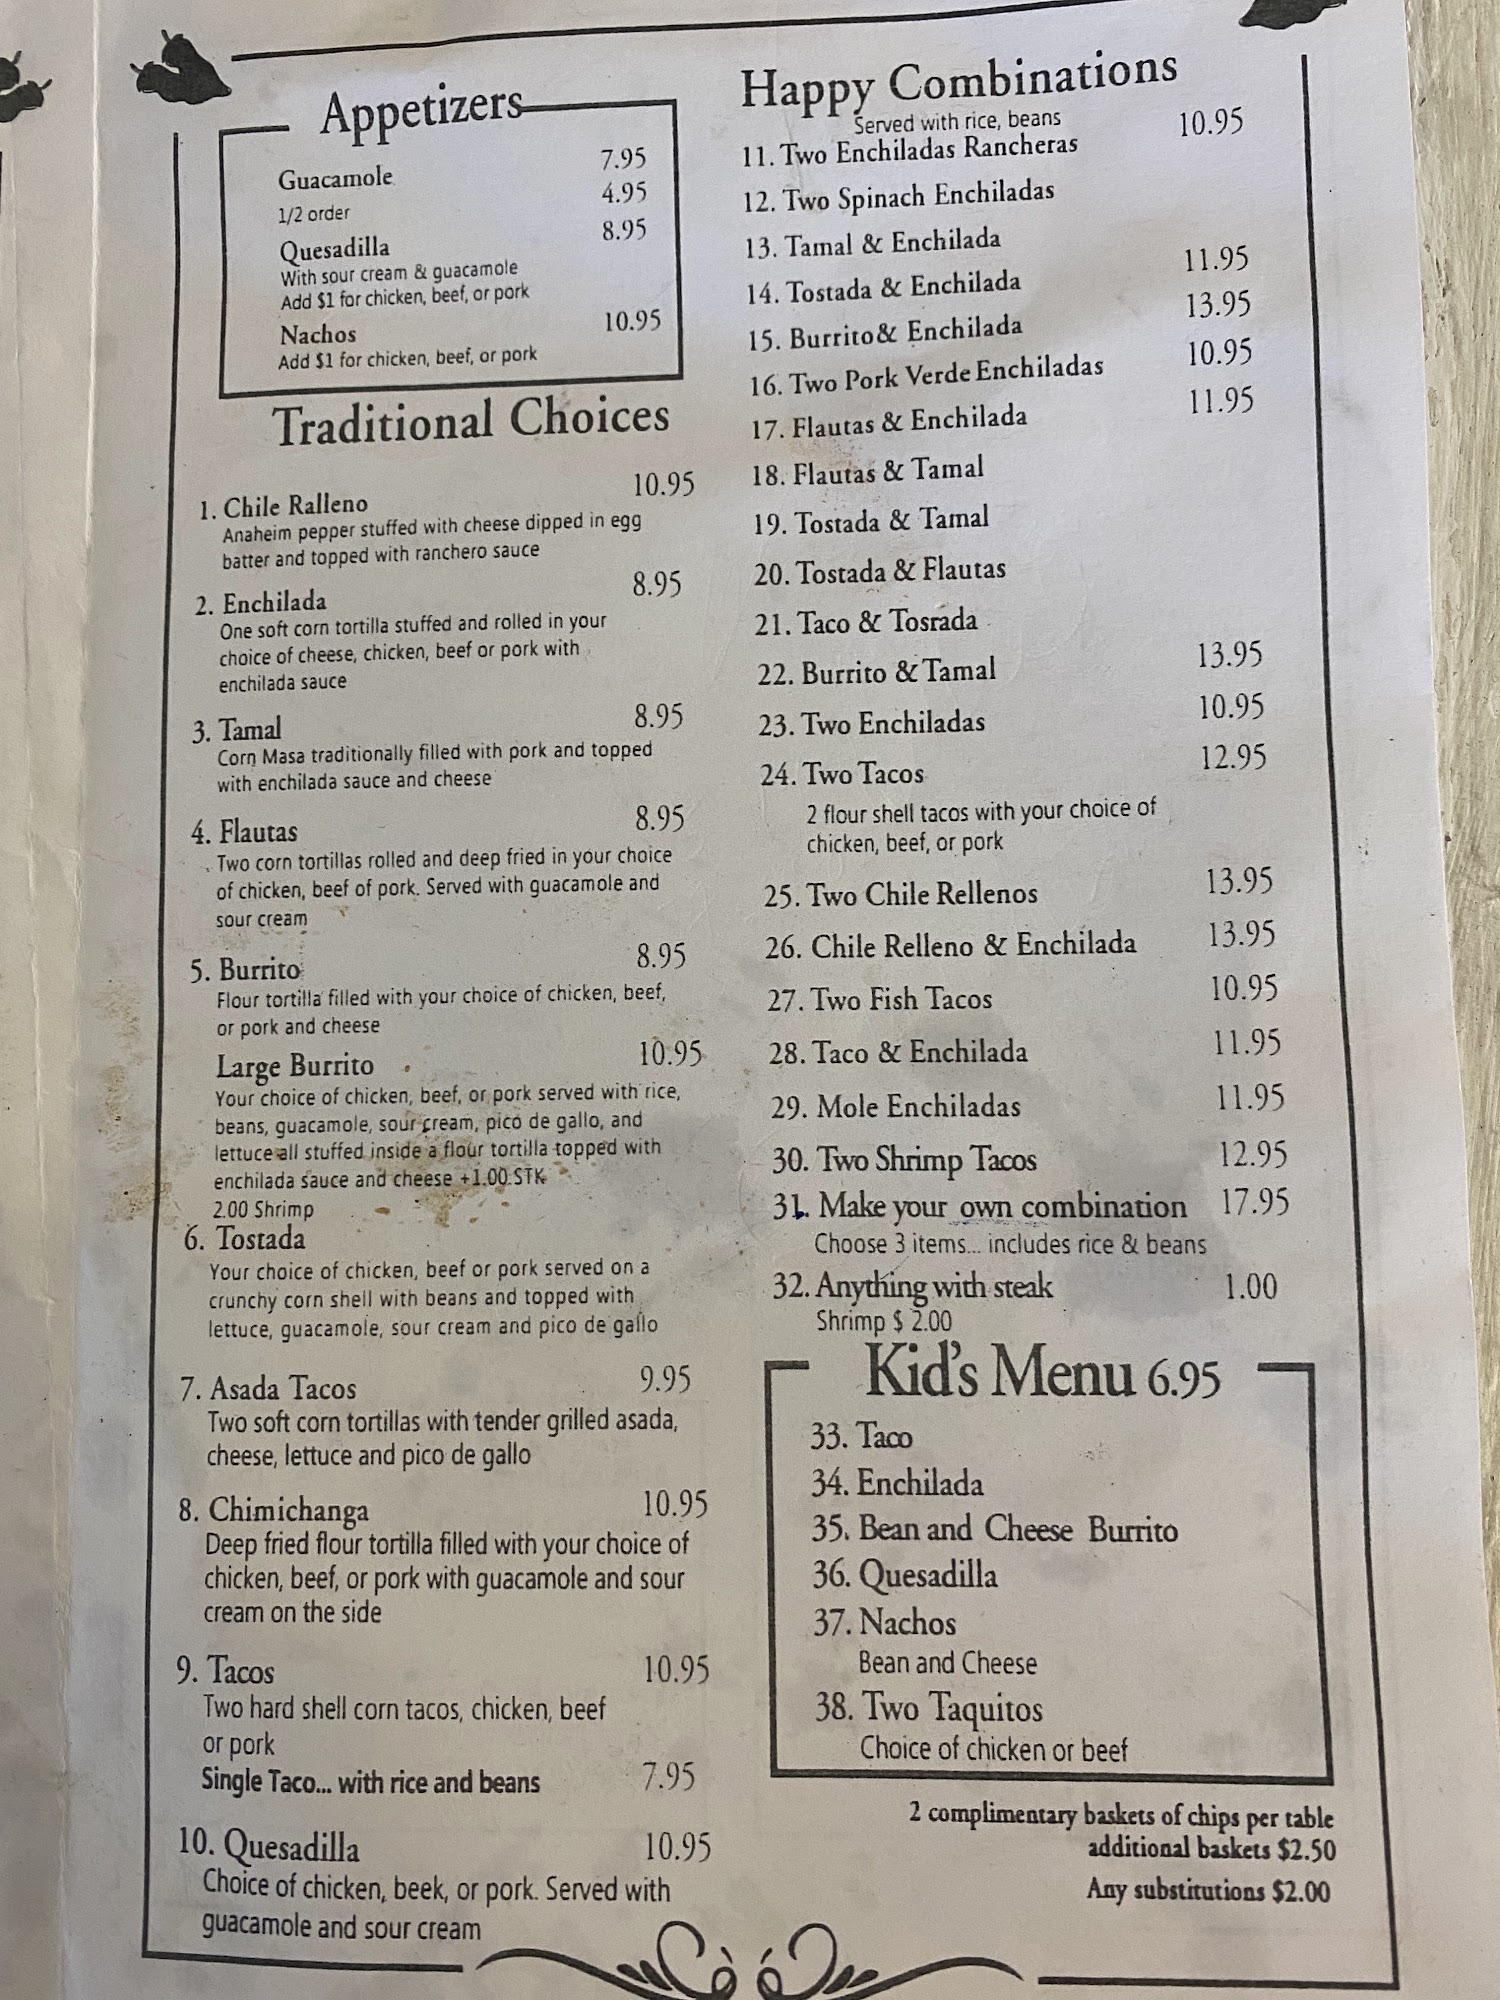 Appetizers
Guacamole 7.95
1/2 order 4.95
Quesadilla 8.95
With sour cream & guacamole
Add $1 for chicken, beef, or pork
Nachos 10.95
Add $1 for chicken, beef, or pork
Traditional Choices
1. Chile Ralleno 10.95
Anaheim pepper stuffed with cheese dipped in egg
batter and topped with ranchero sauce
2. Enchilada 8.95
One soft corn tortilla stuffed and rolled in your
choice of cheese, chicken, beef or pork with
enchilada sauce
3. Tamal 8.95
Corn Masa traditionally filled with pork and topped
with enchilada sauce and cheese
4. Flautas 8.95
Two corn tortillas rolled and deep fried in your choice
of chicken, beef of pork. Served with guacamole and
sour cream
5. Burrito 8.95
Flour tortilla filled with your choice of chicken, beef,
or pork and cheese
Large Burrito 10.95
Your choice of chicken, beef, or pork served with rice,
beans, guacamole, sour cream, pico de gallo, and
lettuce all stuffed inside a flour tortilla topped with
enchilada sauce and cheese +1.00 STK
2.00 Shrimp
6. Tostada
Your choice of chicken, beef or pork served on a
crunchy corn shell with beans and topped with
lettuce, guacamole, sour cream and pico de gallo
7. Asada Tacos 9.95
Two soft corn tortillas with tender grilled asada,
cheese, lettuce and pico de gallo
8. Chimichanga 10.95
Deep fried flour tortilla filled with your choice of
chicken, beef, or pork with guacamole and sour
cream on the side
9. Tacos 10.95
Two hard shell corn tacos, chicken, beef
or pork
Single Taco... with rice and beans 7.95
10. Quesadilla 10.95
Choice of chicken, beek, or pork. Served with
guacamole and sour cream
Happy Combinations
Served with rice, beans
11. Two Enchiladas Rancheras 10.95
12. Two Spinach Enchiladas
13. Tamal & Enchilada
14. Tostada & Enchilada 11.95
15. Burrito & Enchilada 13.95
16. Two Pork Verde Enchiladas 10.95
17. Flautas & Enchilada 11.95
18. Flautas & Tamal
19. Tostada & Tamal
20. Tostada & Flautas
21. Taco & Tosrada
22. Burrito & Tamal 13.95
23. Two Enchiladas 10.95
24. Two Tacos 12.95
2 flour shell tacos with your choice of
chicken, beef, or pork
25. Two Chile Rellenos 13.95
26. Chile Relleno & Enchilada 13.95
27. Two Fish Tacos 10.95
28. Taco & Enchilada 11.95
29. Mole Enchiladas 11.95
30. Two Shrimp Tacos 12.95
31. Make your own combination 17.95
Choose 3 items... includes rice & beans
32. Anything with steak 1.00
Shrimp $ 2.00
Kid's Menu 6.95
33. Taco
34. Enchilada
35. Bean and Cheese Burrito
36. Quesadilla
37. Nachos
Bean and Cheese
38. Two Taquitos
Choice of chicken or beef
2 complimentary baskets of chips per table
additional baskets $2.50
Any substitutions $2.00